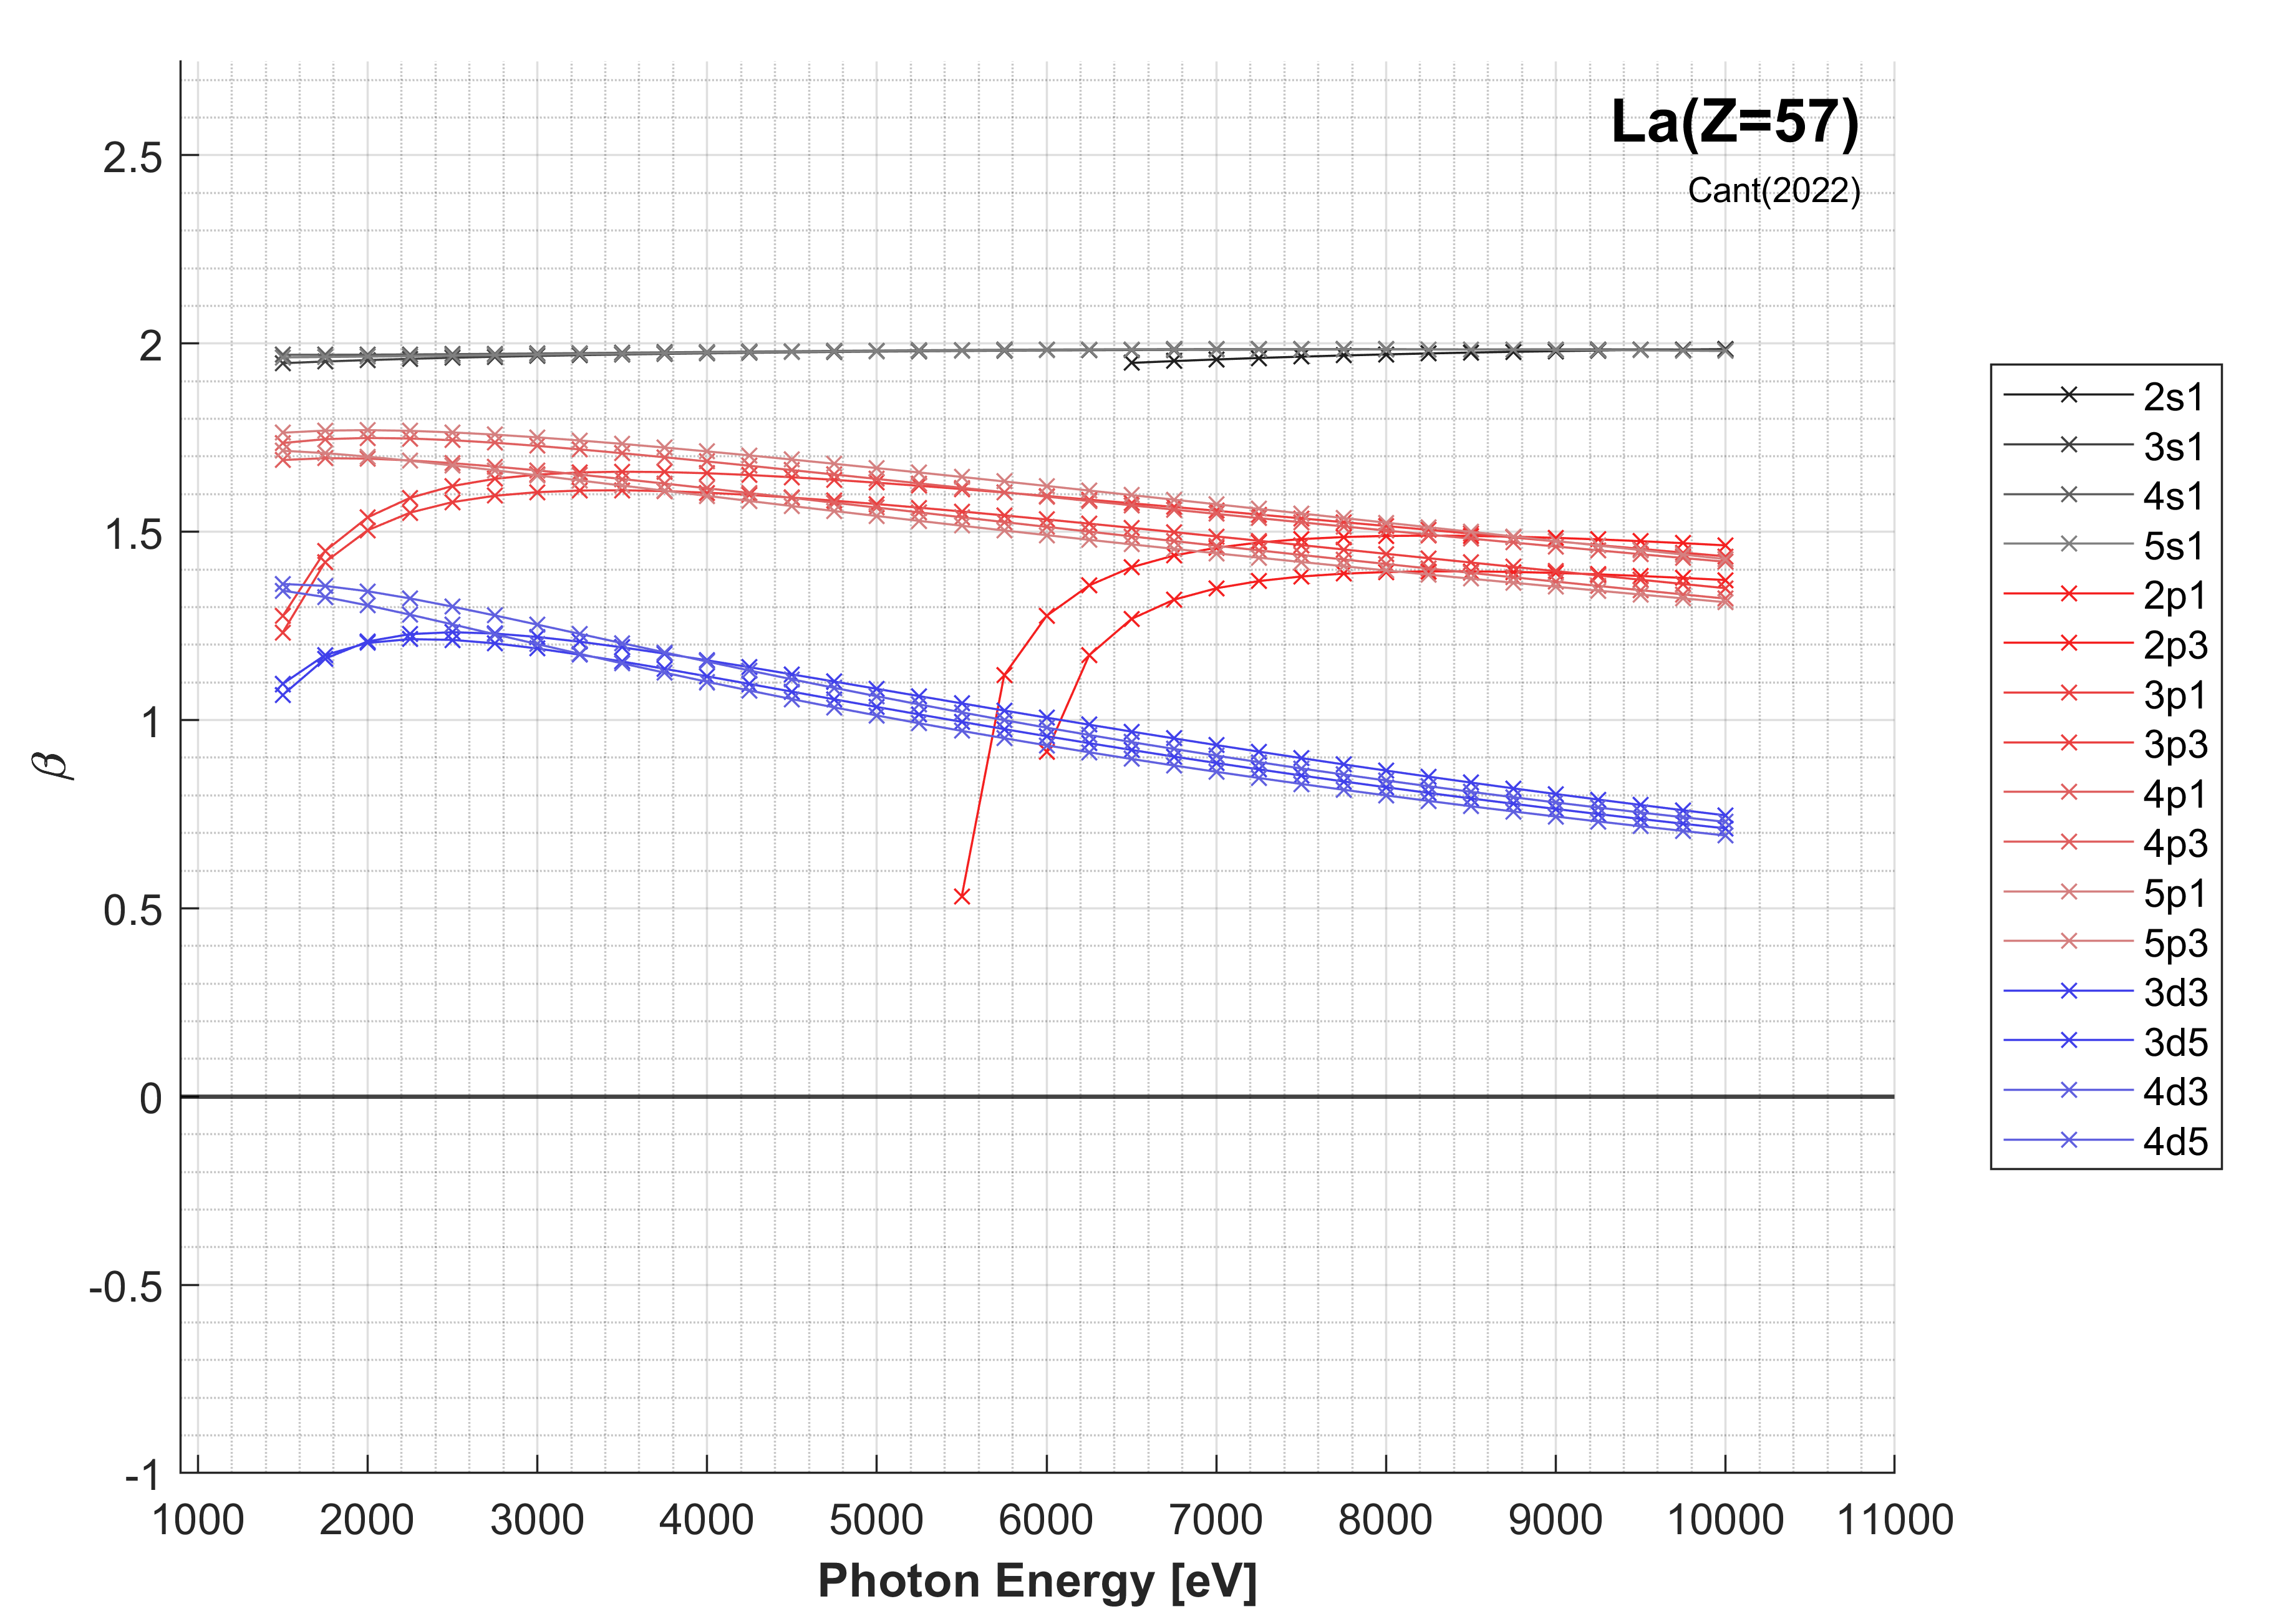 La(Z=57)
Cant(2022)
2.5
2
1.5
1
0.5
0
-0.5
-1
β
1000 2000 3000 4000 5000 6000 7000 8000 9000 10000 11000
Photon Energy [eV]
2s1
3s1
4s1
5s1
2p1
2p3
3p1
3p3
4p1
4p3
5p1
5p3
3d3
3d5
4d3
4d5